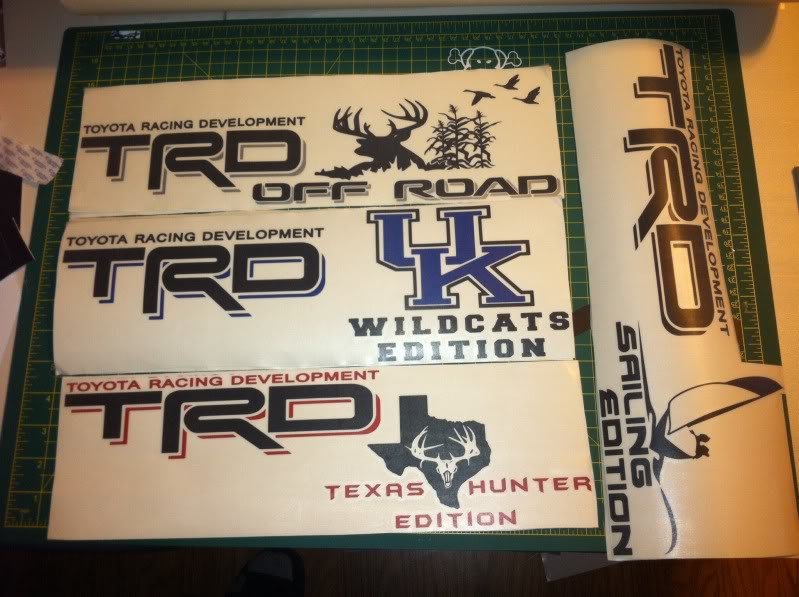 TOYOTA RACING DEVELOPMENT
TRD
OFF ROAD
TOYOTA RACING DEVELOPMENT
TRD
UK
WILDCATS
EDITION
TOYOTA RACING DEVELOPMENT
TRD
TEXAS HUNTER
EDITION
TOYOTA RACING DEVELOPMENT
TRD
SAILING
EDITION